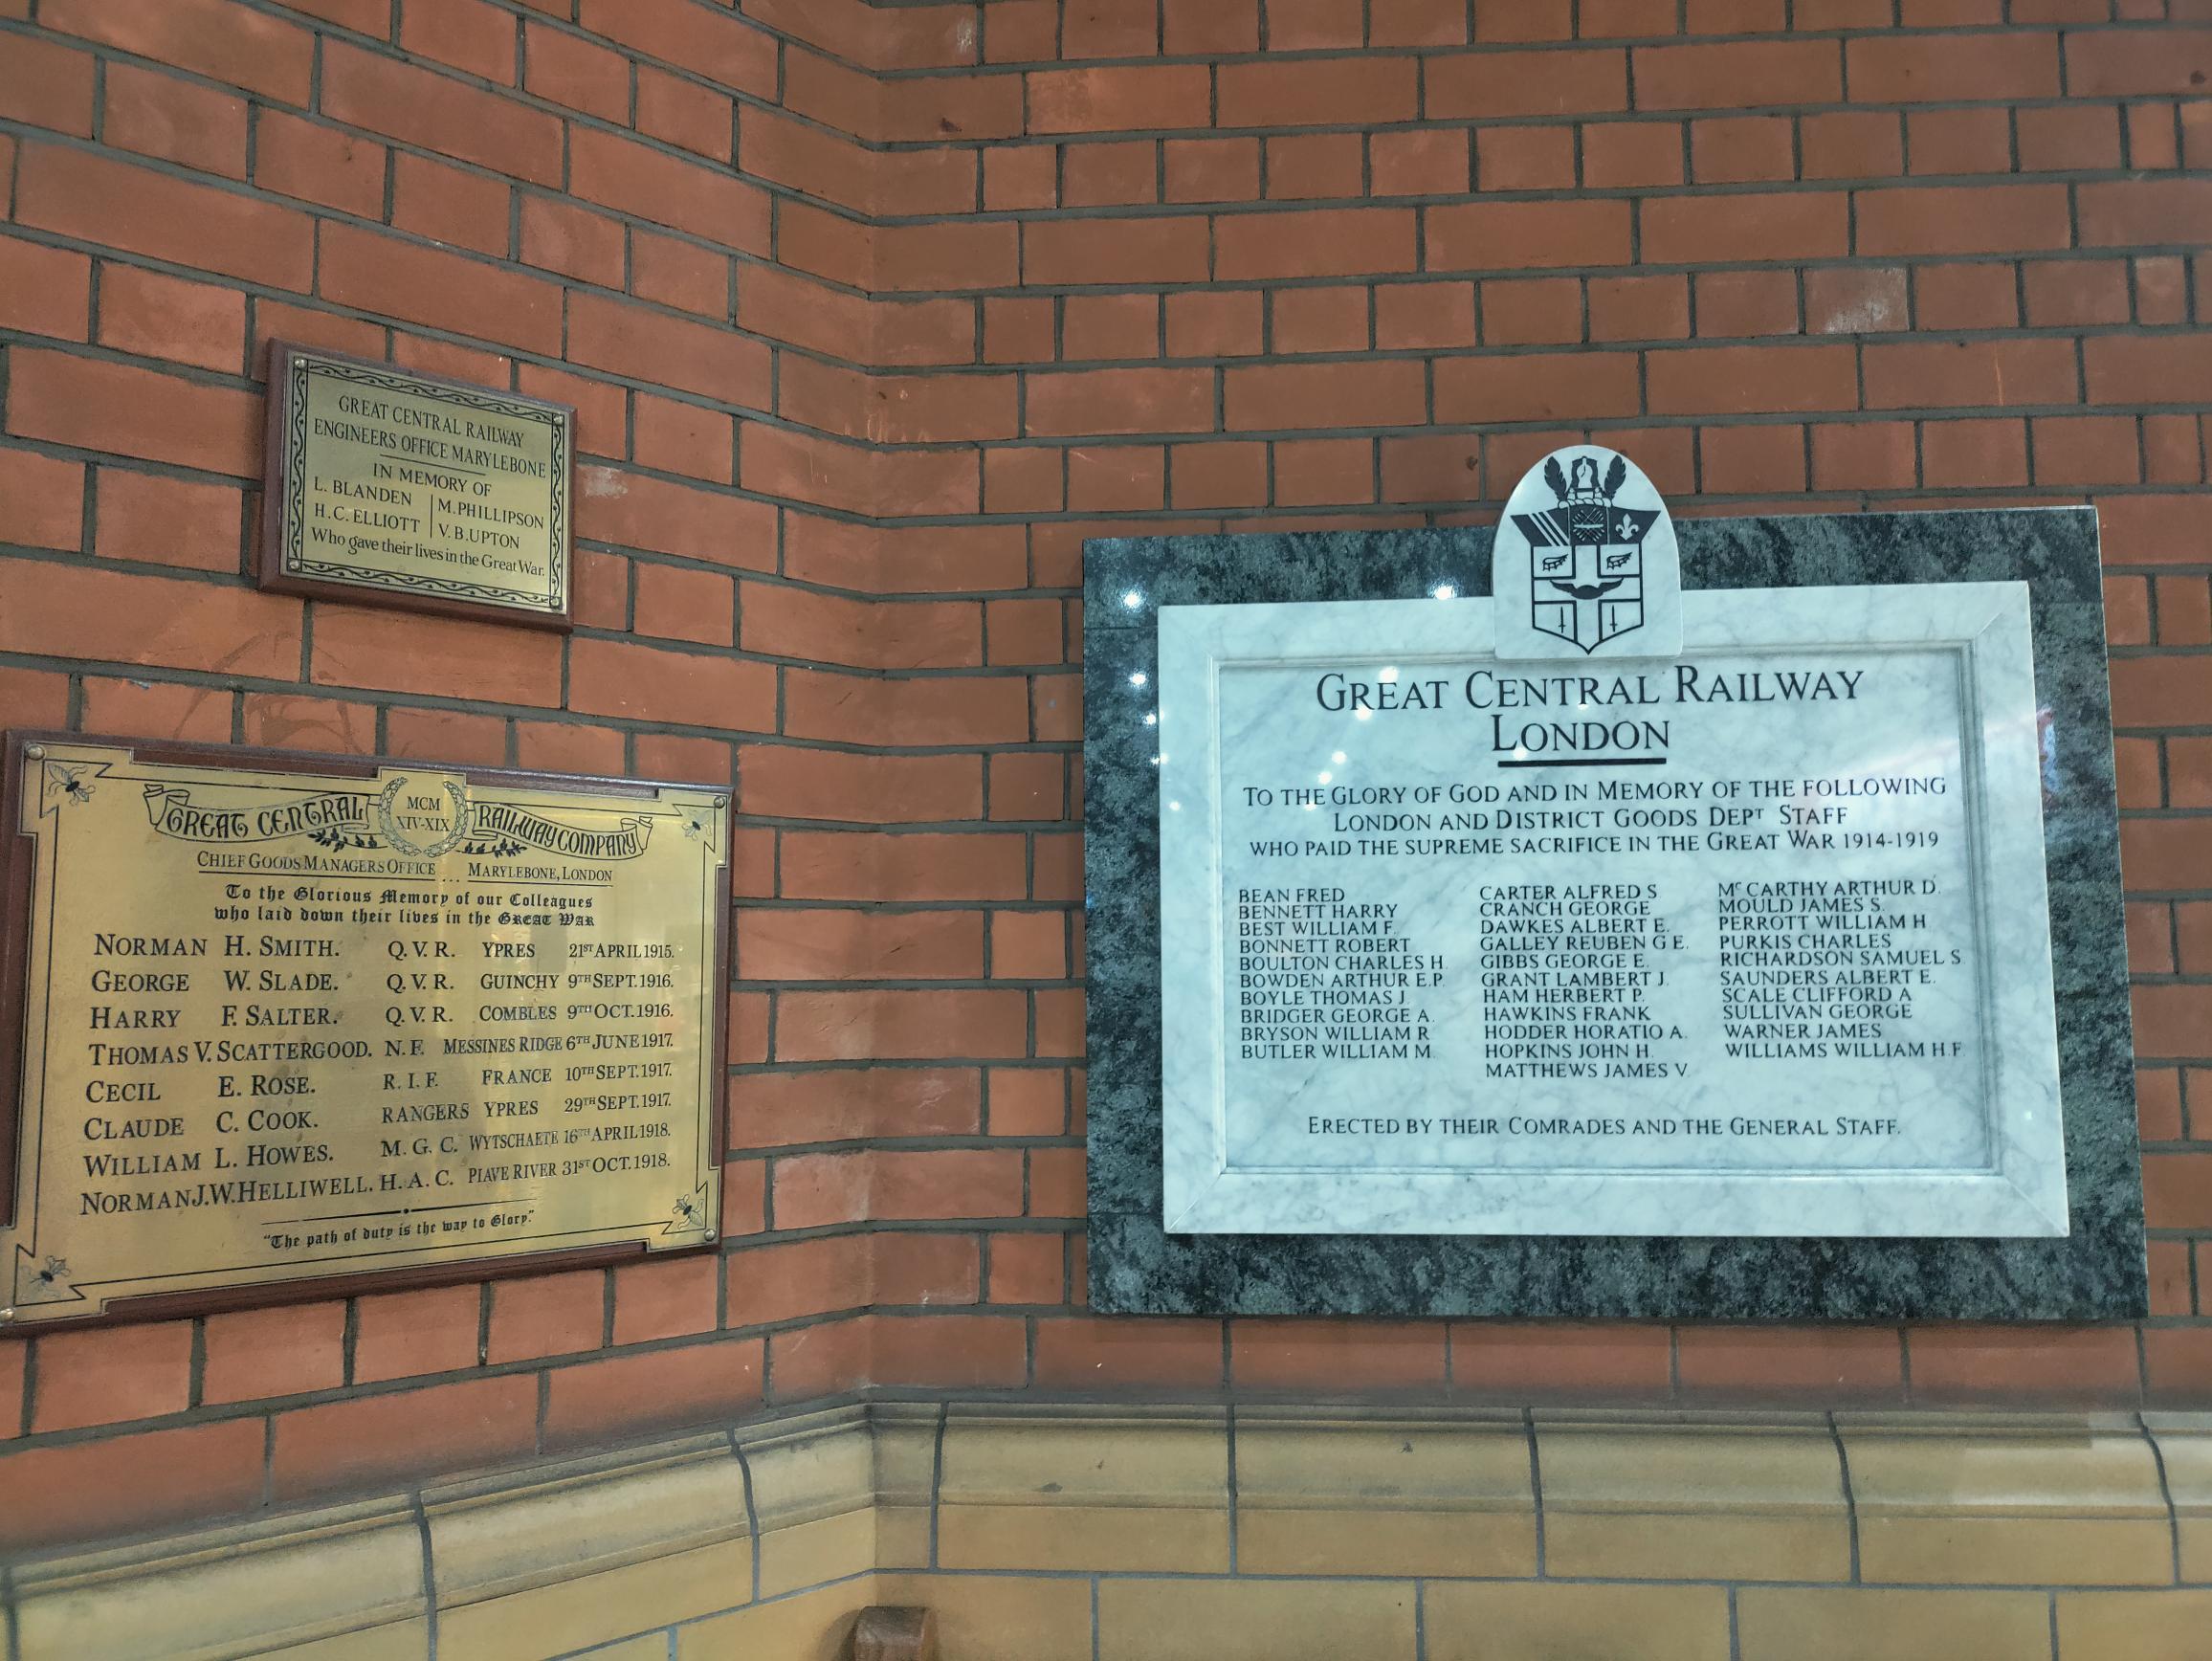 GREAT CENTRAL RAILWAY
ENGINEERS OFFICE MARYLEBONE
IN MEMORY OF
L. BLANDEN
H.C. ELLIOTT
M. PHILLIPSON
V.B. UPTON
Who gave their lives in the Great War.
GREAT CENTRAL MCM XIV-XIX RAILWAY COMPANY
CHIEF GOODS MANAGERS OFFICE ... MARYLEBONE, LONDON
To the Glorious Memory of our Colleagues
who laid down their lives in the GREAT WAR
NORMAN H. SMITH. Q.V.R. YPRES 21ST APRIL 1915.
GEORGE W. SLADE. Q.V.R. GUINCHY 9TH SEPT. 1916.
HARRY F. SALTER. Q.V.R. COMBLES 9TH OCT. 1916.
THOMAS V. SCATTERGOOD. N.F. MESSINES RIDGE 6TH JUNE 1917.
CECIL E. ROSE. R.I.F. FRANCE 10TH SEPT. 1917.
CLAUDE C. COOK. RANGERS YPRES 29TH SEPT. 1917.
WILLIAM L. HOWES. M.G.C. WYTSCHAETE 16TH APRIL 1918.
NORMAN J.W. HELLIWELL. H.A.C. PIAVE RIVER 31ST OCT. 1918.
"The path of duty is the way to Glory."
GREAT CENTRAL RAILWAY
LONDON
TO THE GLORY OF GOD AND IN MEMORY OF THE FOLLOWING
LONDON AND DISTRICT GOODS DEPT STAFF
WHO PAID THE SUPREME SACRIFICE IN THE GREAT WAR 1914-1919
BEAN FRED
BENNETT HARRY
BEST WILLIAM F.
BONNETT ROBERT
BOULTON CHARLES H.
BOWDEN ARTHUR E.P.
BOYLE THOMAS J.
BRIDGER GEORGE A.
BRYSON WILLIAM R.
BUTLER WILLIAM M.
CARTER ALFRED S
CRANCH GEORGE
DAWKES ALBERT E.
GALLEY REUBEN G E.
GIBBS GEORGE E.
GRANT LAMBERT J.
HAM HERBERT P.
HAWKINS FRANK
HODDER HORATIO A.
HOPKINS JOHN H.
MATTHEWS JAMES V.
McCARTHY ARTHUR D.
MOULD JAMES S.
PERROTT WILLIAM H.
PURKIS CHARLES
RICHARDSON SAMUEL S.
SAUNDERS ALBERT E.
SCALE CLIFFORD A
SULLIVAN GEORGE
WARNER JAMES
WILLIAMS WILLIAM H.F.
ERECTED BY THEIR COMRADES AND THE GENERAL STAFF.